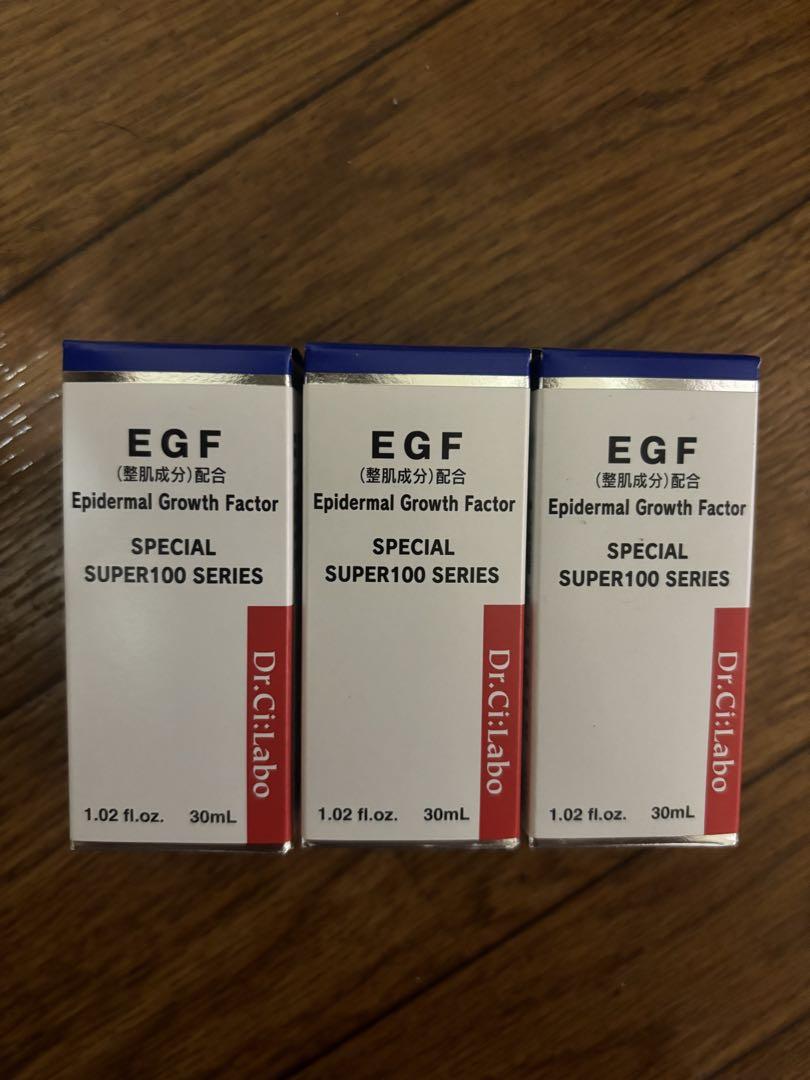 EGF
(整肌成分)配合
Epidermal Growth Factor
SPECIAL
SUPER100 SERIES
Dr.Ci:Labo
1.02 fl.oz. 30mL
EGF
(整肌成分)配合
Epidermal Growth Factor
SPECIAL
SUPER100 SERIES
Dr.Ci:Labo
1.02 fl.oz. 30mL
EGF
(整肌成分)配合
Epidermal Growth Factor
SPECIAL
SUPER100 SERIES
Dr.Ci:Labo
1.02 fl.oz. 30mL